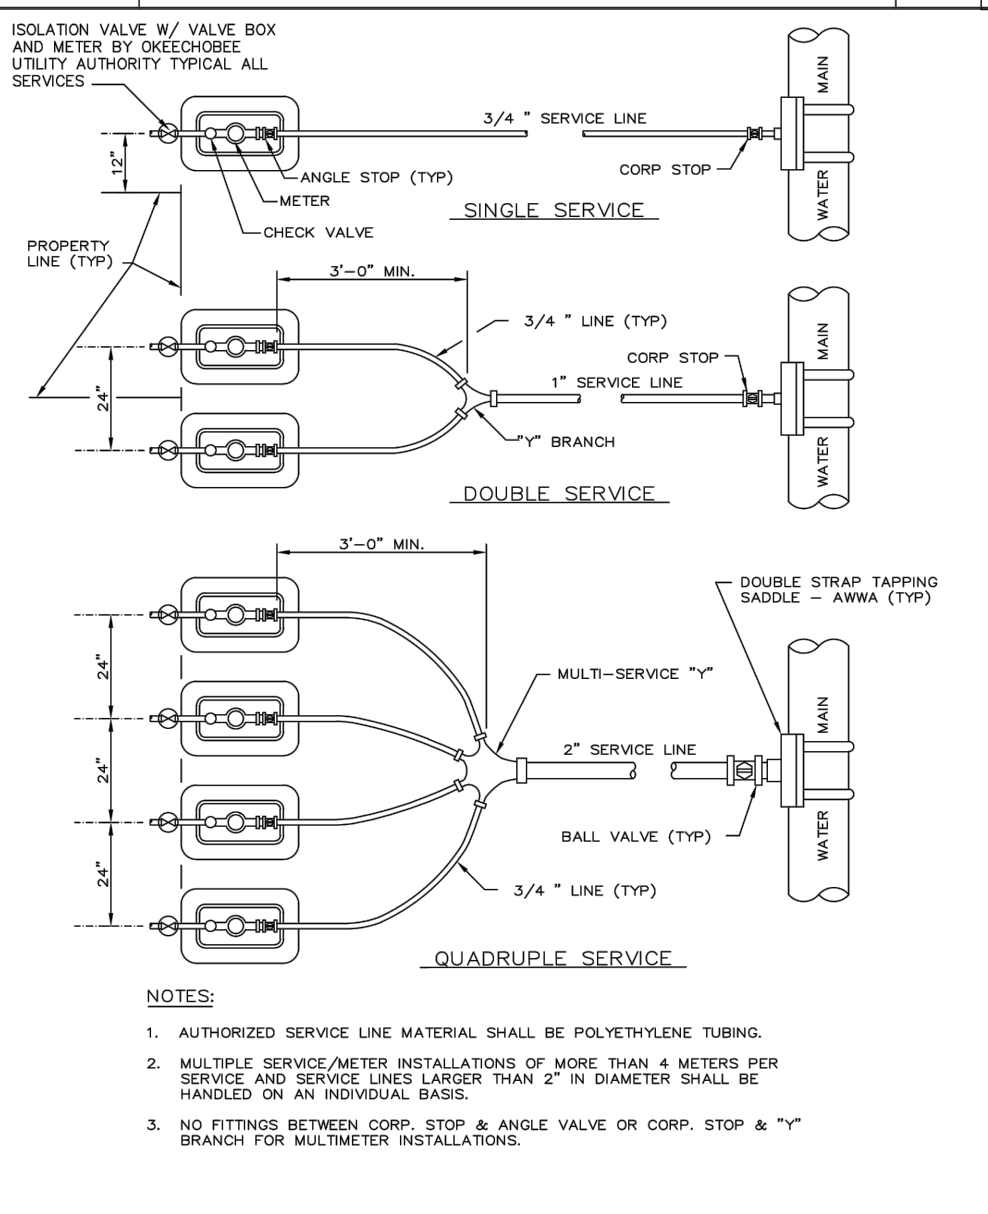 ISOLATION VALVE W/ VALVE BOX
AND METER BY OKEECHOBEE
UTILITY AUTHORITY TYPICAL ALL
SERVICES
12"
3/4 " SERVICE LINE
MAIN
WATER
CORP STOP
ANGLE STOP (TYP)
METER
CHECK VALVE
SINGLE SERVICE
PROPERTY
LINE (TYP)
3'-0" MIN.
3/4 " LINE (TYP)
24"
CORP STOP
1" SERVICE LINE
"Y" BRANCH
MAIN
WATER
DOUBLE SERVICE
3'-0" MIN.
DOUBLE STRAP TAPPING
SADDLE - AWWA (TYP)
24"
24"
24"
MULTI-SERVICE "Y"
2" SERVICE LINE
MAIN
WATER
BALL VALVE (TYP)
3/4 " LINE (TYP)
QUADRUPLE SERVICE
NOTES:
1. AUTHORIZED SERVICE LINE MATERIAL SHALL BE POLYETHYLENE TUBING.
2. MULTIPLE SERVICE/METER INSTALLATIONS OF MORE THAN 4 METERS PER
SERVICE AND SERVICE LINES LARGER THAN 2" IN DIAMETER SHALL BE
HANDLED ON AN INDIVIDUAL BASIS.
3. NO FITTINGS BETWEEN CORP. STOP & ANGLE VALVE OR CORP. STOP & "Y"
BRANCH FOR MULTIMETER INSTALLATIONS.